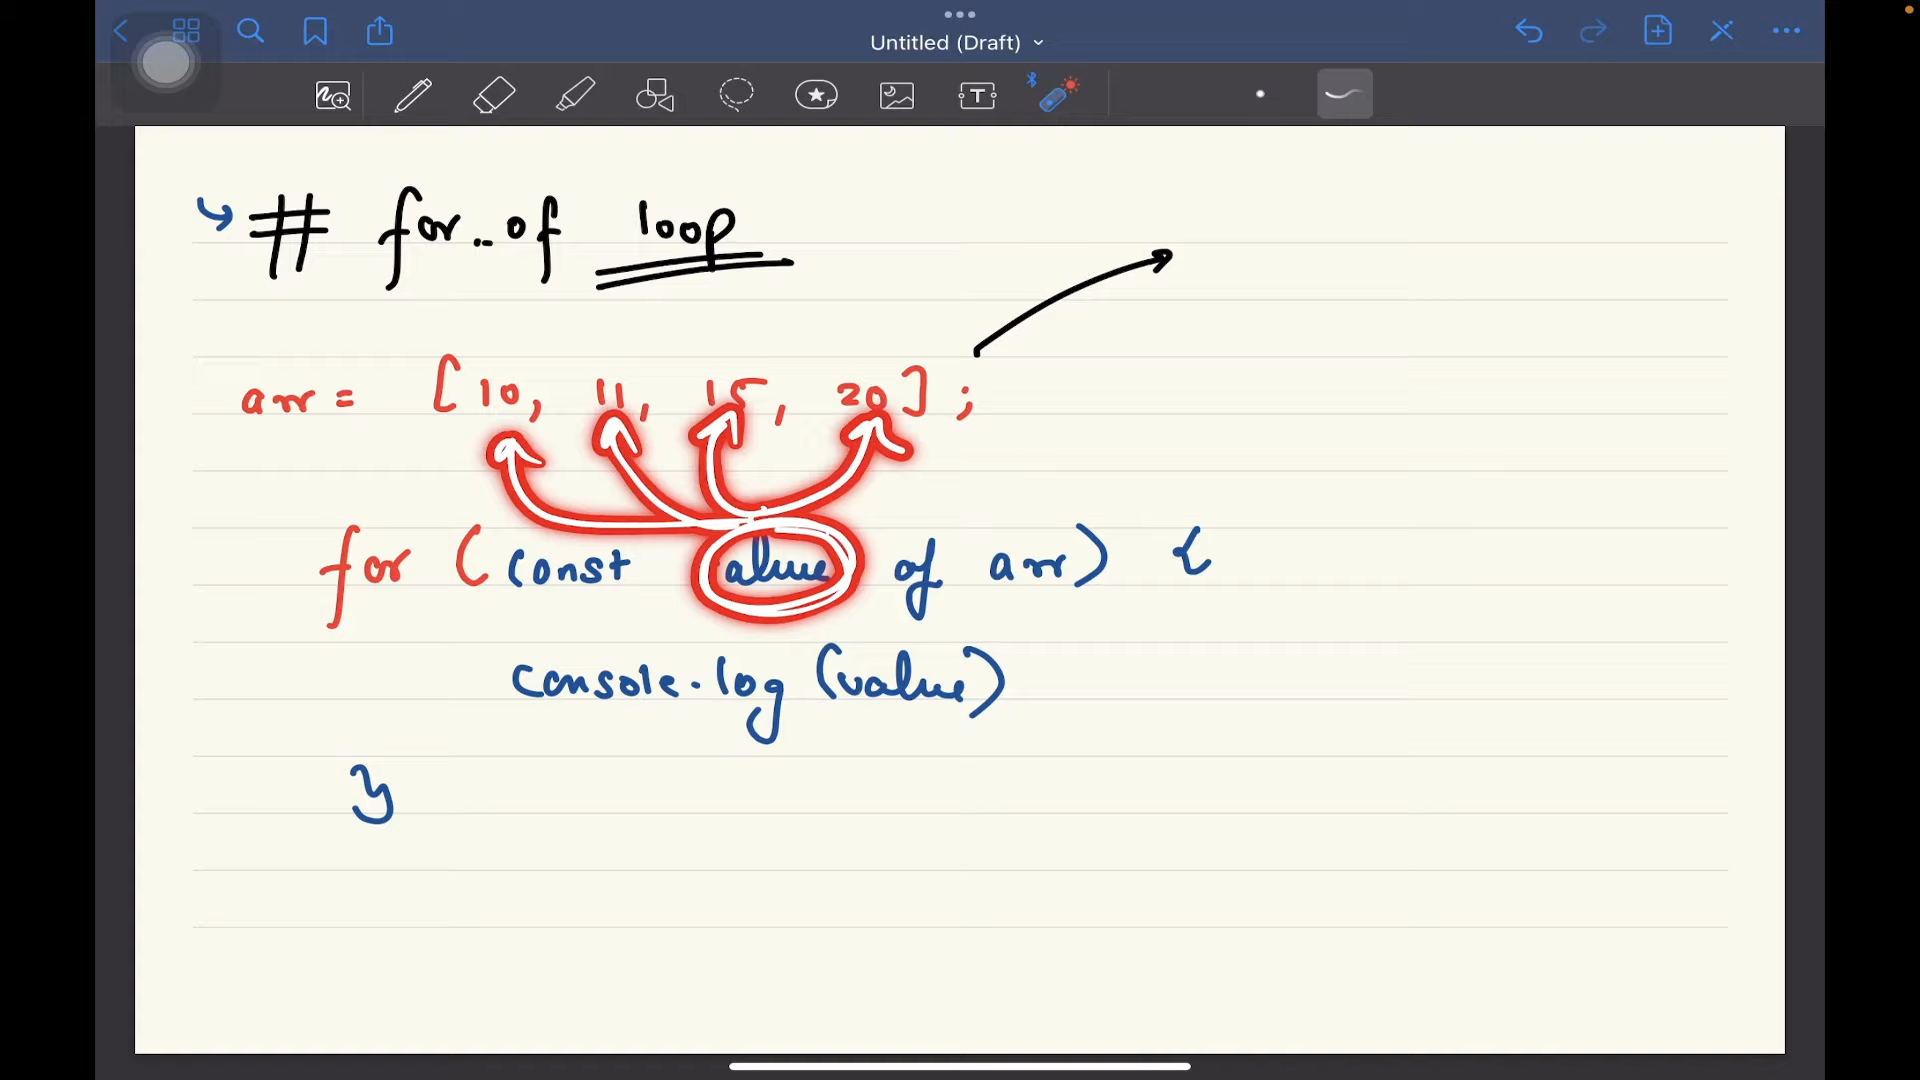 Untitled (Draft)
# for..of loop
arr = [10, 11, 15, 20];
for (const value of arr) {
console.log(value)
}